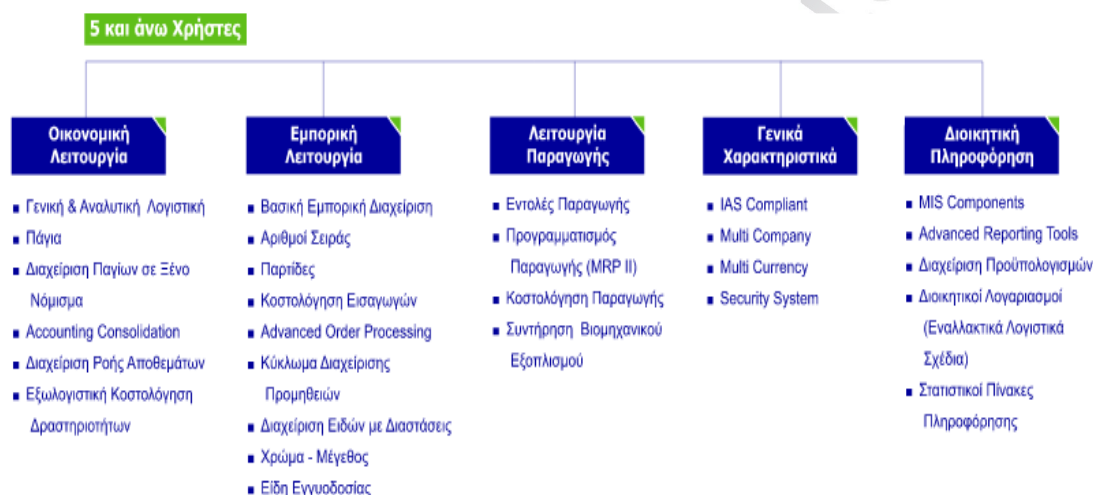 5 και άνω Χρήστες
Οικονομική
Λειτουργία
Γενική & Αναλυτική Λογιστική
Πάγια
Διαχείριση Παγίων σε Ξένο
Νόμισμα
Accounting Consolidation
Διαχείριση Ροής Αποθεμάτων
Εξωλογιστική Κοστολόγηση
Δραστηριοτήτων
Εμπορική
Λειτουργία
Βασική Εμπορική Διαχείριση
Αριθμοί Σειράς
Παρτίδες
Κοστολόγηση Εισαγωγών
Advanced Order Processing
Κύκλωμα Διαχείρισης
Προμηθειών
Διαχείριση Ειδών με Διαστάσεις
Χρώμα - Μέγεθος
Είδη Εγγυοδοσίας
Λειτουργία
Παραγωγής
Εντολές Παραγωγής
Προγραμματισμός
Παραγωγής (MRP II)
Κοστολόγηση Παραγωγής
Συντήρηση Βιομηχανικού
Εξοπλισμού
Γενικά
Χαρακτηριστικά
IAS Compliant
Multi Company
Multi Currency
Security System
Διοικητική
Πληροφόρηση
MIS Components
Advanced Reporting Tools
Διαχείριση Προϋπολογισμών
Διοικητικοί Λογαριασμοί
(Εναλλακτικά Λογιστικά
Σχέδια)
Στατιστικοί Πίνακες
Πληροφόρησης